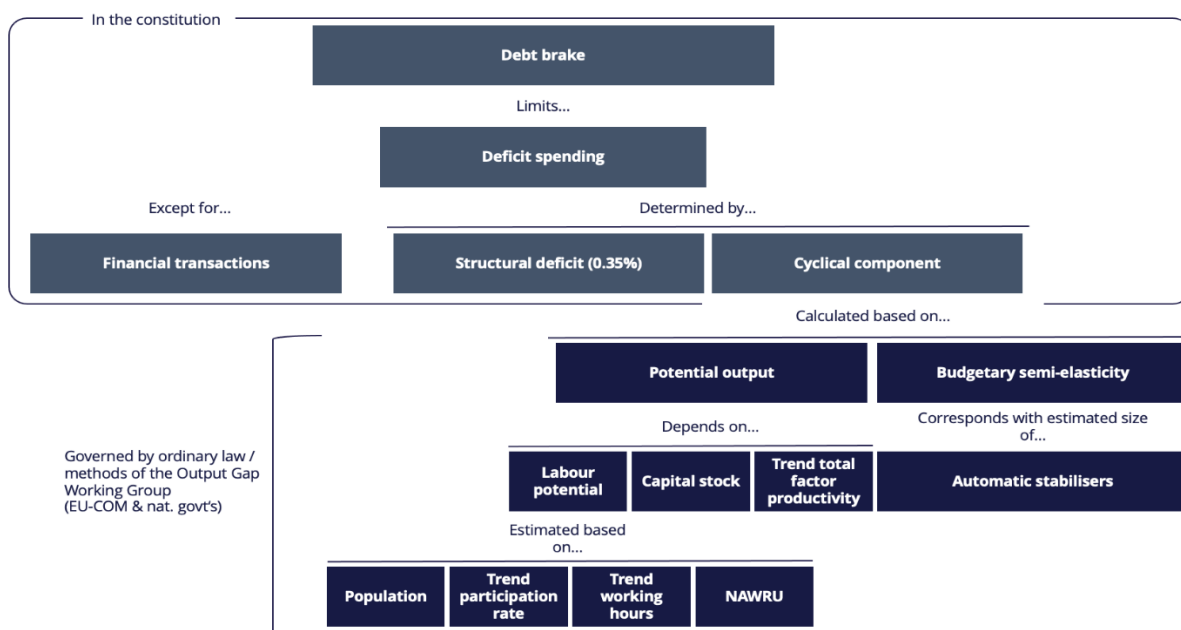 In the constitution
Debt brake
Limits...
Deficit spending
Except for...
Determined by...
Financial transactions
Structural deficit (0.35%)
Cyclical component
Calculated based on...
Potential output
Budgetary semi-elasticity
Depends on...
Corresponds with estimated size
of...
Governed by ordinary law /
methods of the Output Gap
Working Group
(EU-COM & nat. govt's)
Labour
potential
Capital stock
Trend total
factor
productivity
Automatic stabilisers
Estimated based
on...
Population
Trend
participation
rate
Trend
working
hours
NAWRU